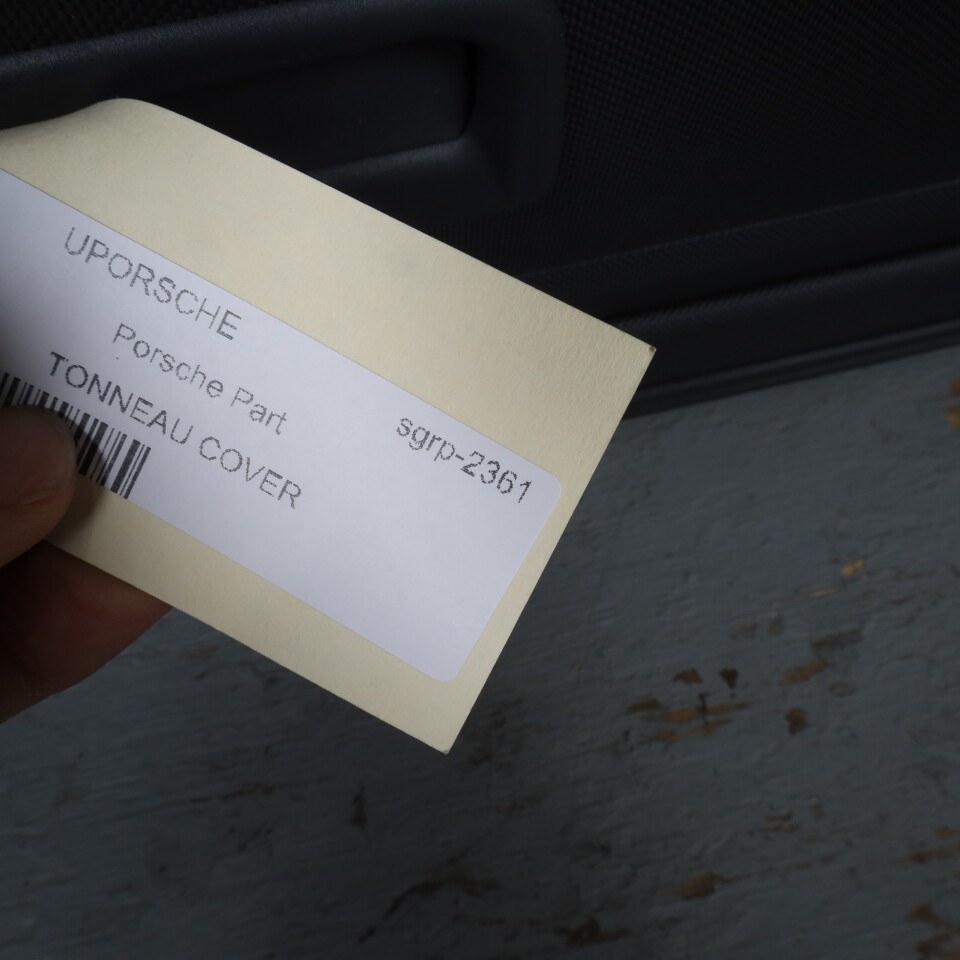 UPORSCHE
Porsche Part
TONNEAU COVER
sgrp-2361